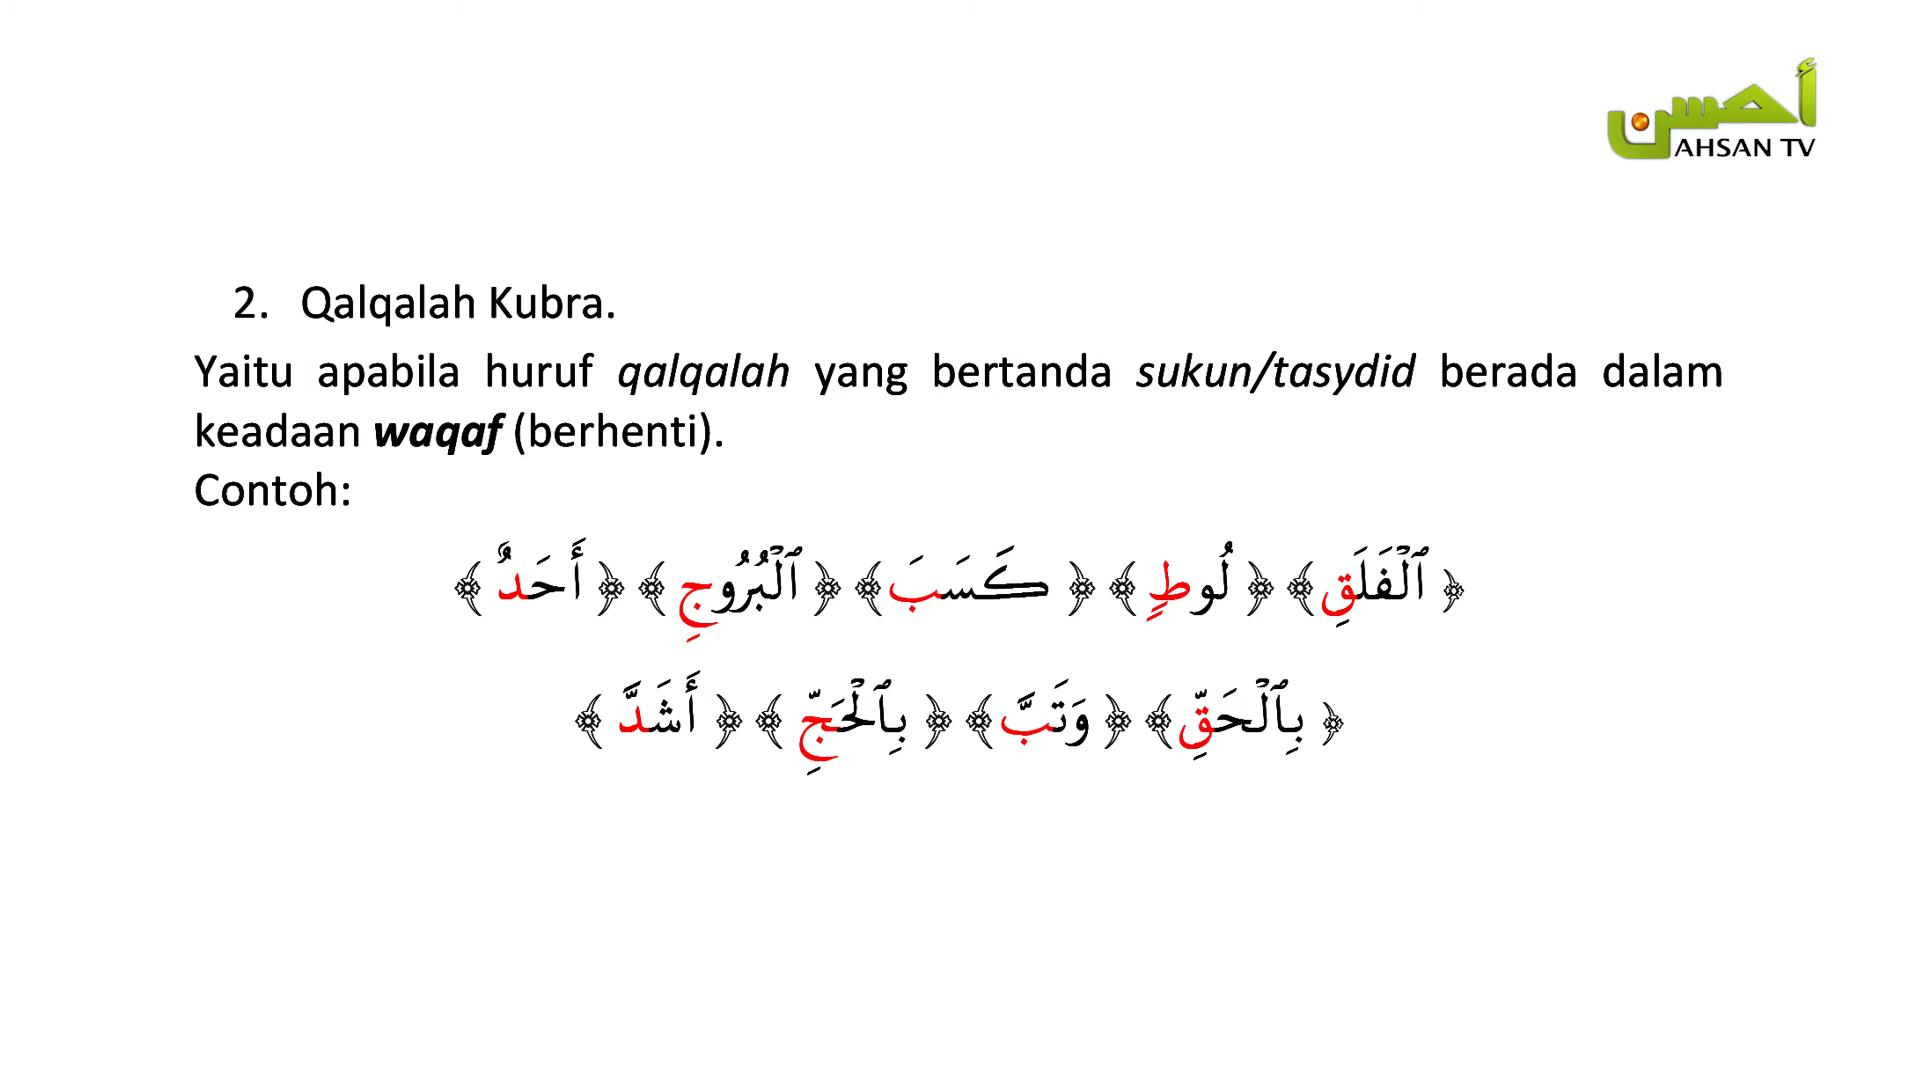 أحسن
AHSAN TV
2. Qalqalah Kubra.
Yaitu apabila huruf qalqalah yang bertanda sukun/tasydid berada dalam
keadaan waqaf (berhenti).
Contoh:
﴿ ٱلْفَلَقِ ﴾ ﴿ لُوطٍ ﴾ ﴿ كَسَبَ ﴾ ﴿ ٱلْبُرُوجِ ﴾ ﴿ أَحَدٌ ﴾
﴿ بِٱلْحَقِّ ﴾ ﴿ وَتَبَّ ﴾ ﴿ بِٱلْحَجِّ ﴾ ﴿ أَشَدَّ ﴾